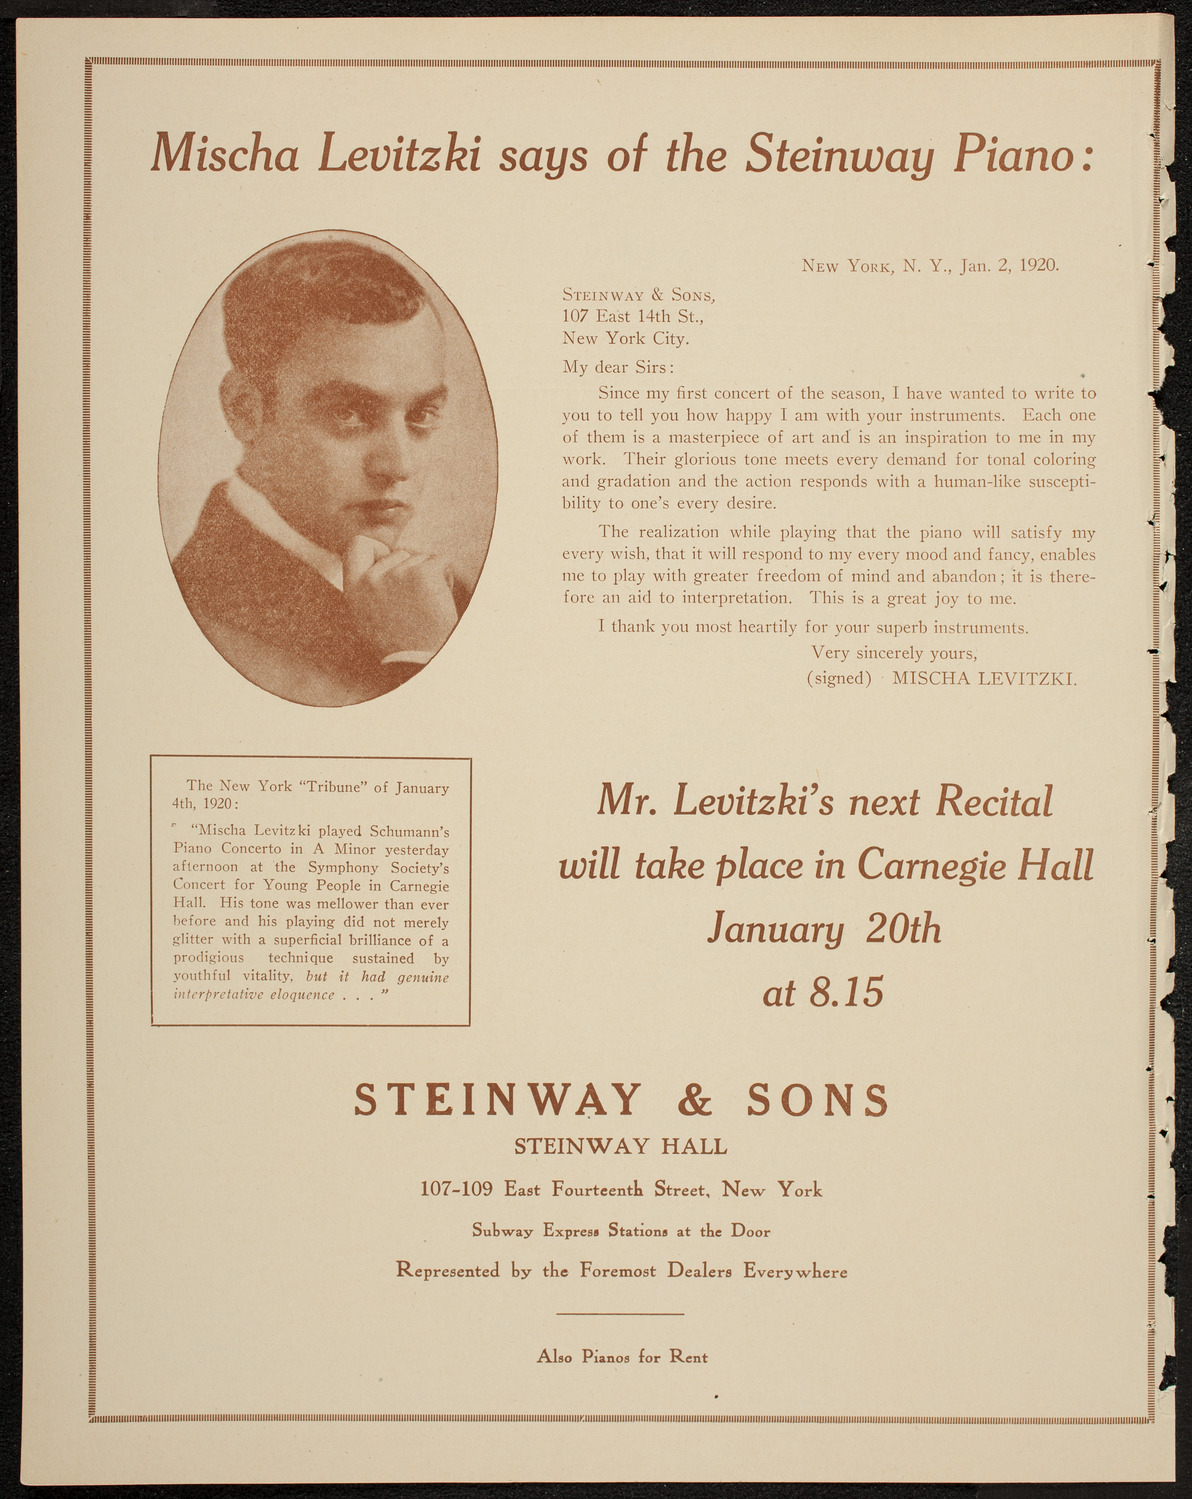 Mischa Levitzki says of the Steinway Piano:
New York, N. Y., Jan. 2, 1920.
Steinway & Sons,
107 East 14th St.,
New York City.
My dear Sirs:
Since my first concert of the season, I have wanted to write to
you to tell you how happy I am with your instruments. Each one
of them is a masterpiece of art and is an inspiration to me in my
work. Their glorious tone meets every demand for tonal coloring
and gradation and the action responds with a human-like suscepti-
bility to one's every desire.
The realization while playing that the piano will satisfy my
every wish, that it will respond to my every mood and fancy, enables
me to play with greater freedom of mind and abandon; it is there-
fore an aid to interpretation. This is a great joy to me.
I thank you most heartily for your superb instruments.
Very sincerely yours,
(signed) MISCHA LEVITZKI.
The New York "Tribune" of January
4th, 1920:
"Mischa Levitzki played Schumann's
Piano Concerto in A Minor yesterday
afternoon at the Symphony Society's
Concert for Young People in Carnegie
Hall. His tone was mellower than ever
before and his playing did not merely
glitter with a superficial brilliance of a
prodigious technique sustained by
youthful vitality, but it had genuine
interpretative eloquence . . . "
Mr. Levitzki's next Recital
will take place in Carnegie Hall
January 20th
at 8.15
STEINWAY & SONS
STEINWAY HALL
107-109 East Fourteenth Street, New York
Subway Express Stations at the Door
Represented by the Foremost Dealers Everywhere
Also Pianos for Rent